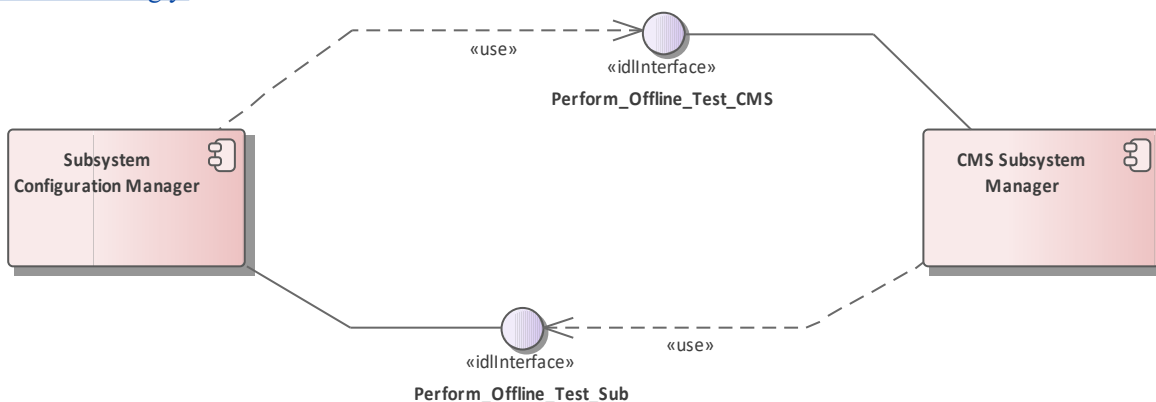 «use»
«idlInterface»
Perform_Offline_Test_CMS
Subsystem
Configuration Manager
CMS Subsystem
Manager
«use»
«idlInterface»
Perform_Offline_Test_Sub